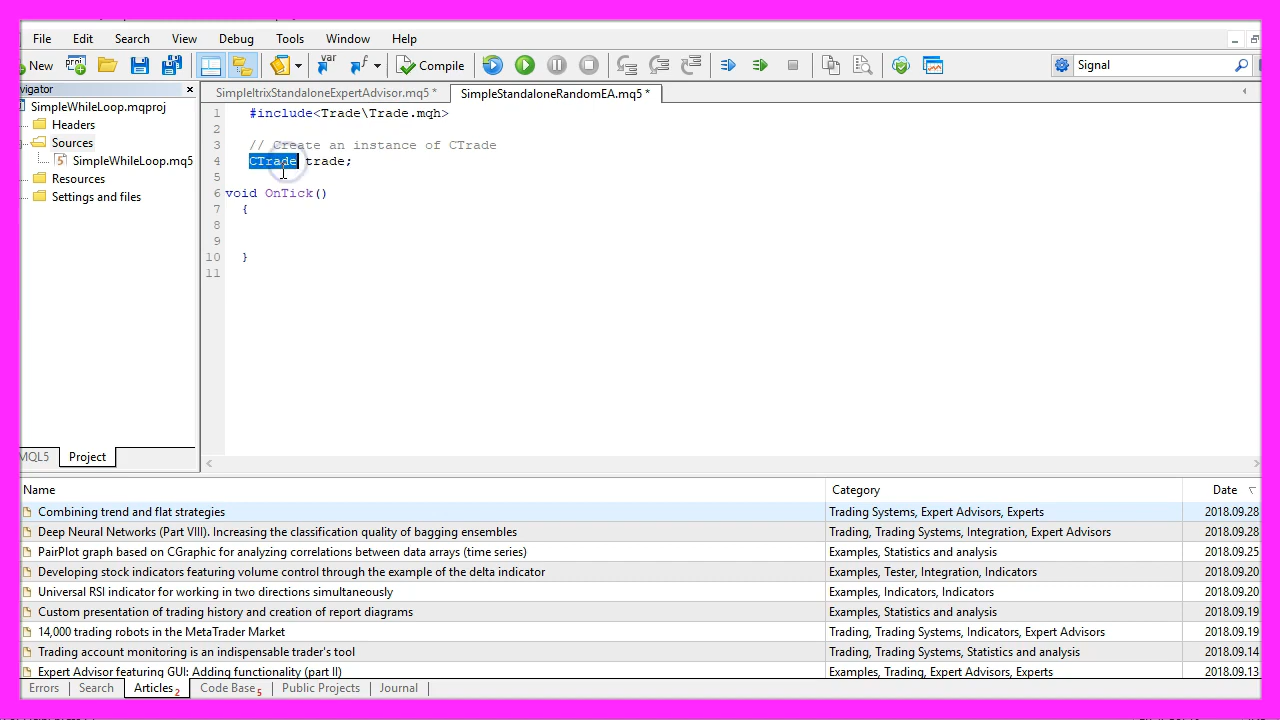 File Edit Search View Debug Tools Window Help
New Compile Signal
vigator
SimpleItrixStandaloneExpertAdvisor.mq5 * SimpleStandaloneRandomEA.mq5 *
SimpleWhileLoop.mqproj
Headers
Sources
SimpleWhileLoop.mq5
Resources
Settings and files
1 #include<Trade\Trade.mqh>
2
3 // Create an instance of CTrade
4 CTrade trade;
5
6 void OnTick()
7 {
8
9
10 }
11
MQL5 Project
Name Category Date
Combining trend and flat strategies Trading Systems, Expert Advisors, Experts 2018.09.28
Deep Neural Networks (Part VIII). Increasing the classification quality of bagging ensembles Trading, Trading Systems, Integration, Expert Advisors 2018.09.28
PairPlot graph based on CGraphic for analyzing correlations between data arrays (time series) Examples, Statistics and analysis 2018.09.25
Developing stock indicators featuring volume control through the example of the delta indicator Examples, Tester, Integration, Indicators 2018.09.20
Universal RSI indicator for working in two directions simultaneously Examples, Indicators, Indicators 2018.09.20
Custom presentation of trading history and creation of report diagrams Examples, Statistics and analysis 2018.09.19
14,000 trading robots in the MetaTrader Market Trading, Trading Systems, Indicators, Expert Advisors 2018.09.19
Trading account monitoring is an indispensable trader's tool Trading, Trading Systems, Statistics and analysis 2018.09.14
Expert Advisor featuring GUI: Adding functionality (part II) Examples, Trading, Expert Advisors, Experts 2018.09.13
Errors Search Articles 2 Code Base 5 Public Projects Journal